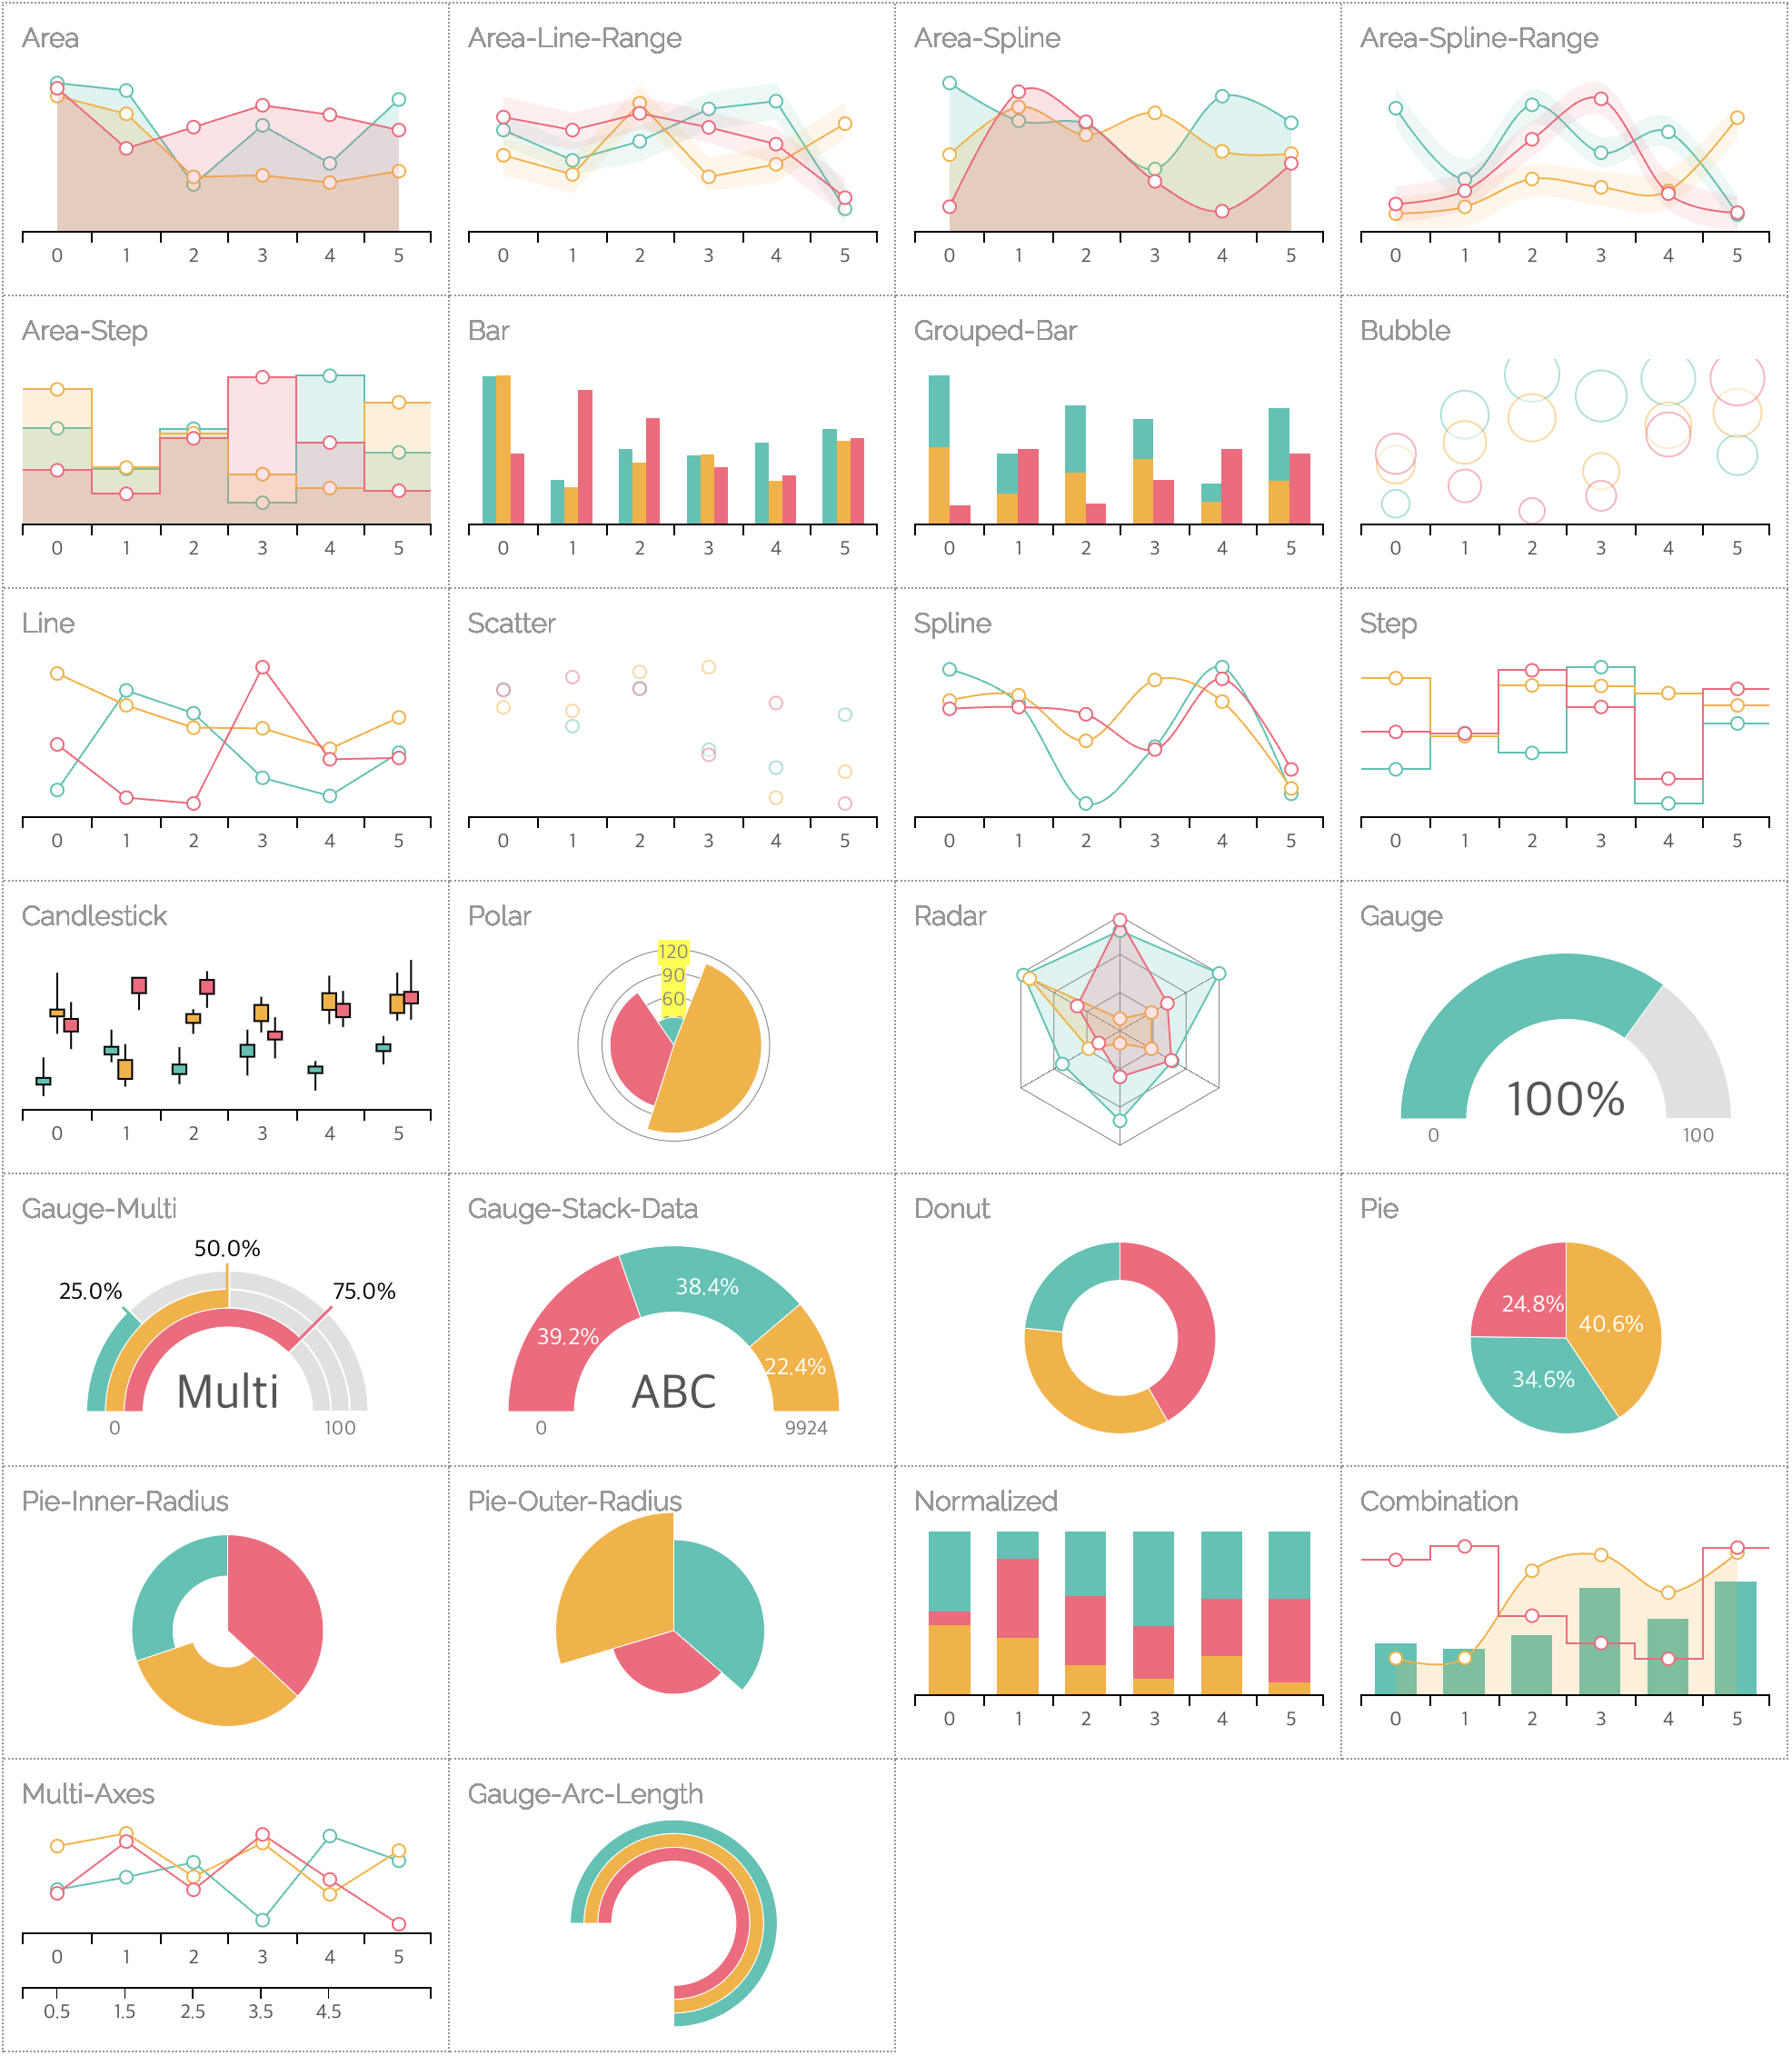 Area
0 1 2 3 4 5
Area-Line-Range
0 1 2 3 4 5
Area-Spline
0 1 2 3 4 5
Area-Spline-Range
0 1 2 3 4 5
Area-Step
0 1 2 3 4 5
Bar
0 1 2 3 4 5
Grouped-Bar
0 1 2 3 4 5
Bubble
0 1 2 3 4 5
Line
0 1 2 3 4 5
Scatter
0 1 2 3 4 5
Spline
0 1 2 3 4 5
Step
0 1 2 3 4 5
Candlestick
0 1 2 3 4 5
Polar
120
90
60
Radar
Gauge
100%
0 100
Gauge-Multi
50.0%
25.0% 75.0%
Multi
0 100
Gauge-Stack-Data
38.4%
39.2%
22.4%
ABC
0 9924
Donut
Pie
24.8%
40.6%
34.6%
Pie-Inner-Radius
Pie-Outer-Radius
Normalized
0 1 2 3 4 5
Combination
0 1 2 3 4 5
Multi-Axes
0 1 2 3 4 5
0.5 1.5 2.5 3.5 4.5
Gauge-Arc-Length